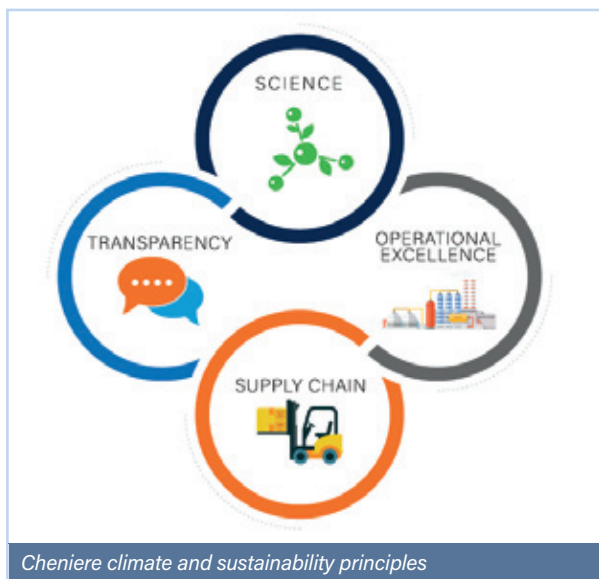 SCIENCE
TRANSPARENCY
OPERATIONAL
EXCELLENCE
SUPPLY CHAIN
Cheniere climate and sustainability principles